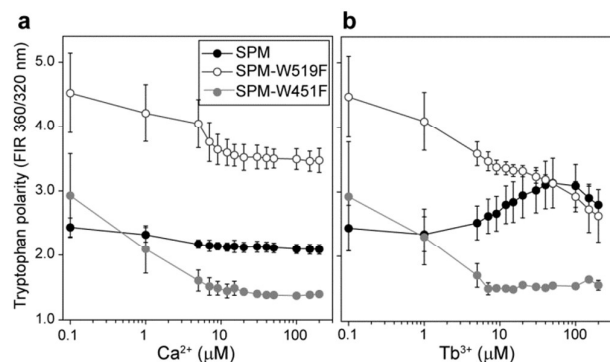 a
b
Tryptophan polarity (FIR 360/320 nm)
5.0
4.0
3.0
2.0
1.0
SPM
SPM-W519F
SPM-W451F
0.1
1
10
100
Ca²⁺ (μM)
0.1
1
10
100
Tb³⁺ (μM)